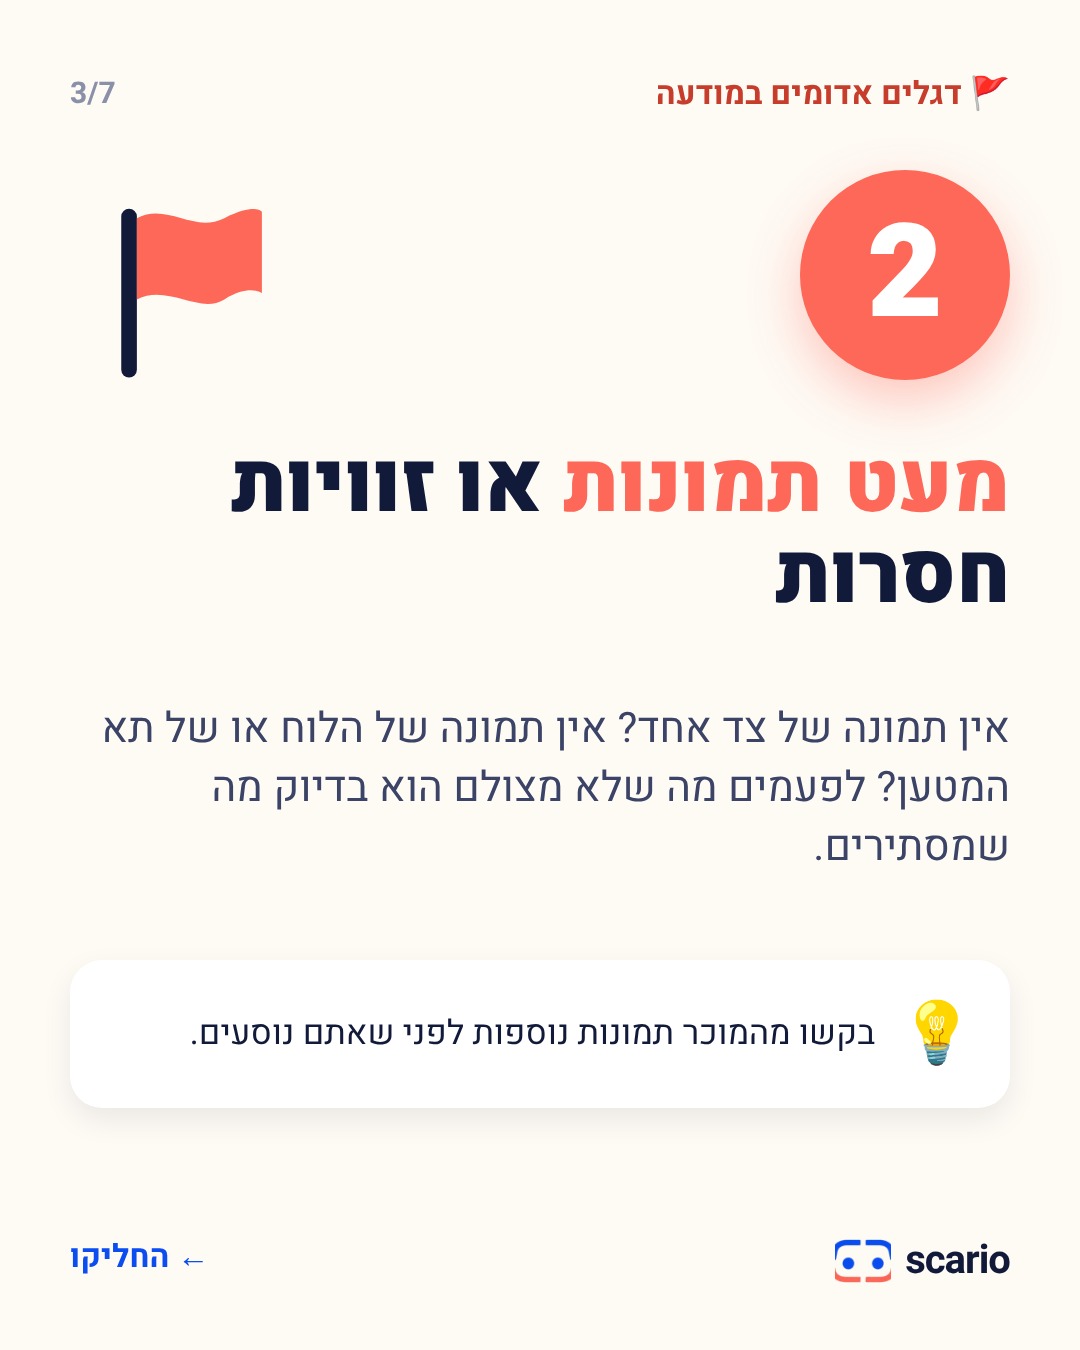 🚩 דגלים אדומים במודעה
3/7
2
מעט תמונות או זוויות
חסרות
אין תמונה של צד אחד? אין תמונה של הלוח או של תא
המטען? לפעמים מה שלא מצולם הוא בדיוק מה
שמסתירים.
💡 בקשו מהמוכר תמונות נוספות לפני שאתם נוסעים.
scario
← החליקו